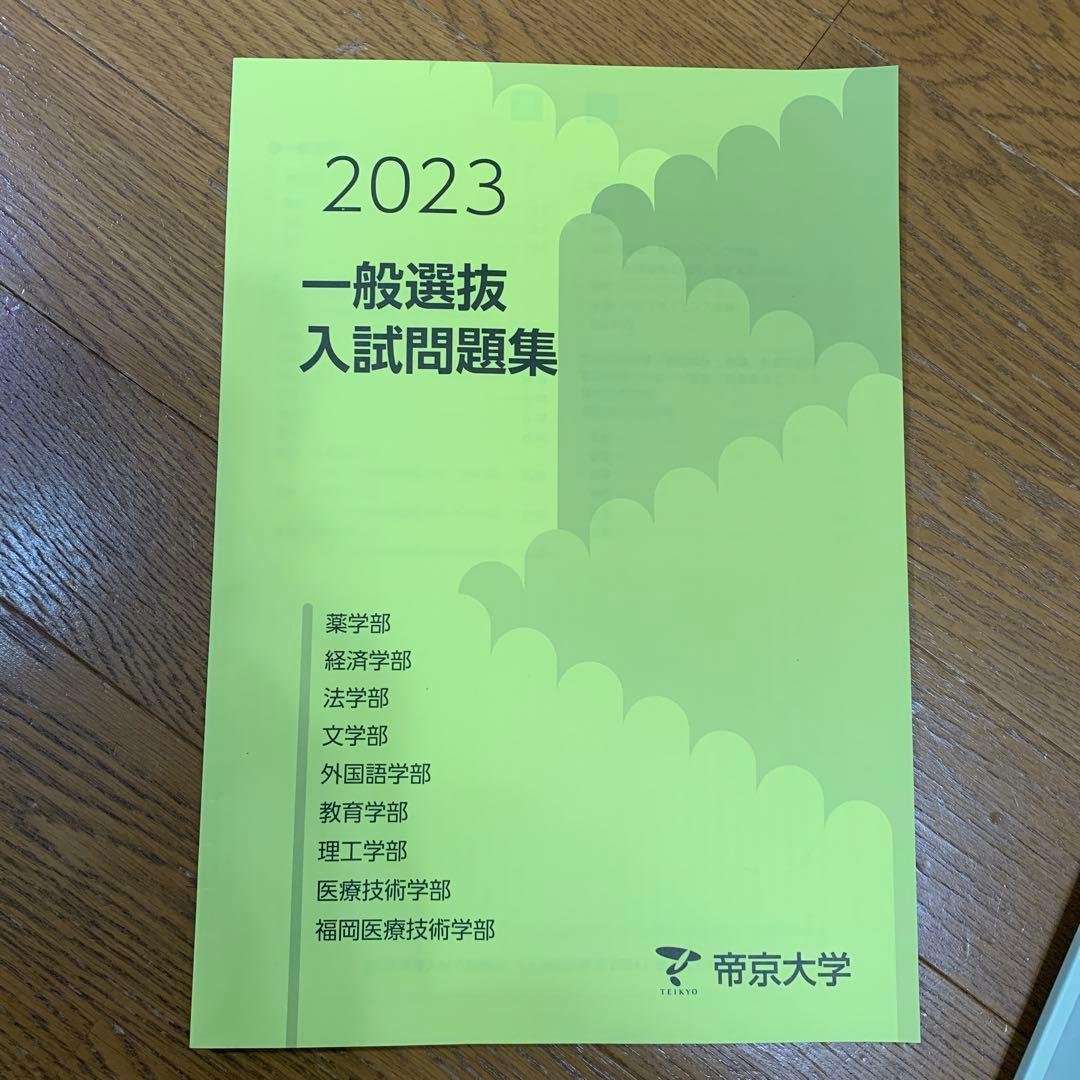 2023
一般選抜
入試問題集
薬学部
経済学部
法学部
文学部
外国語学部
教育学部
理工学部
医療技術学部
福岡医療技術学部
TEIKYO
帝京大学